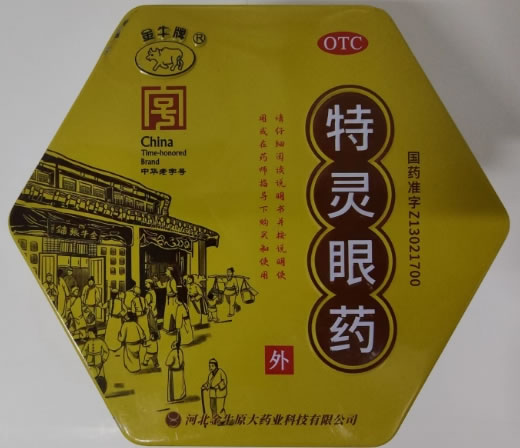 金牛牌®
OTC
China
Time-honored
Brand
中华老字号
请仔细阅读说明书并按说明使
用或在药师指导下购买和使用
特灵眼药
国药准字Z13021700
外
河北金牛原大药业科技有限公司